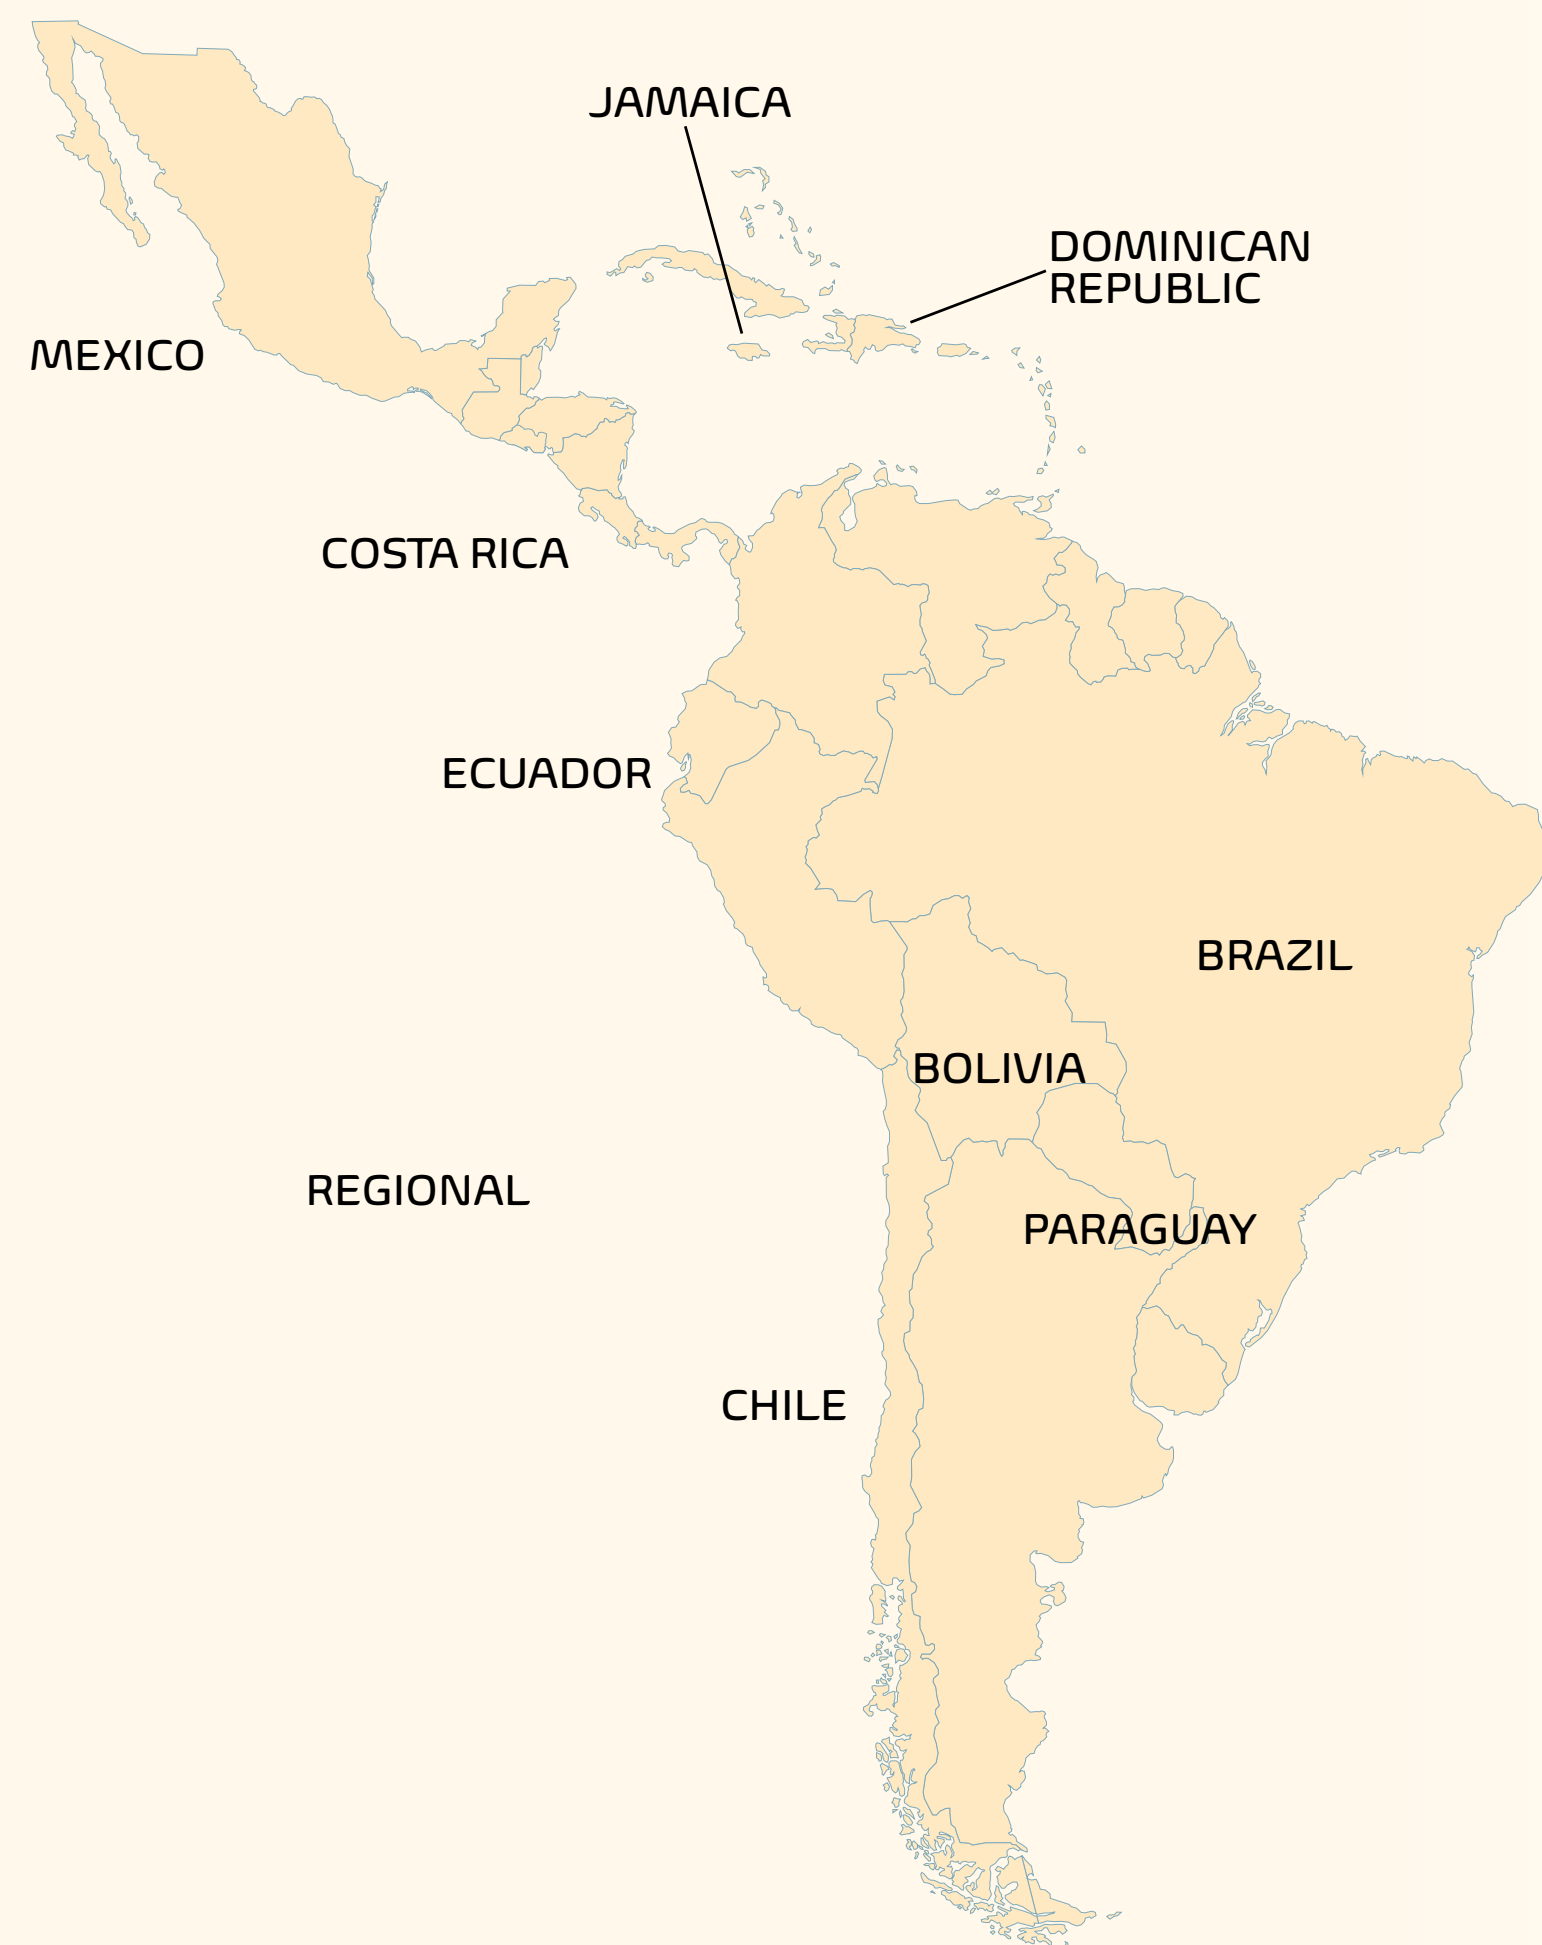 JAMAICA
DOMINICAN
REPUBLIC
MEXICO
COSTA RICA
ECUADOR
BRAZIL
BOLIVIA
REGIONAL
PARAGUAY
CHILE